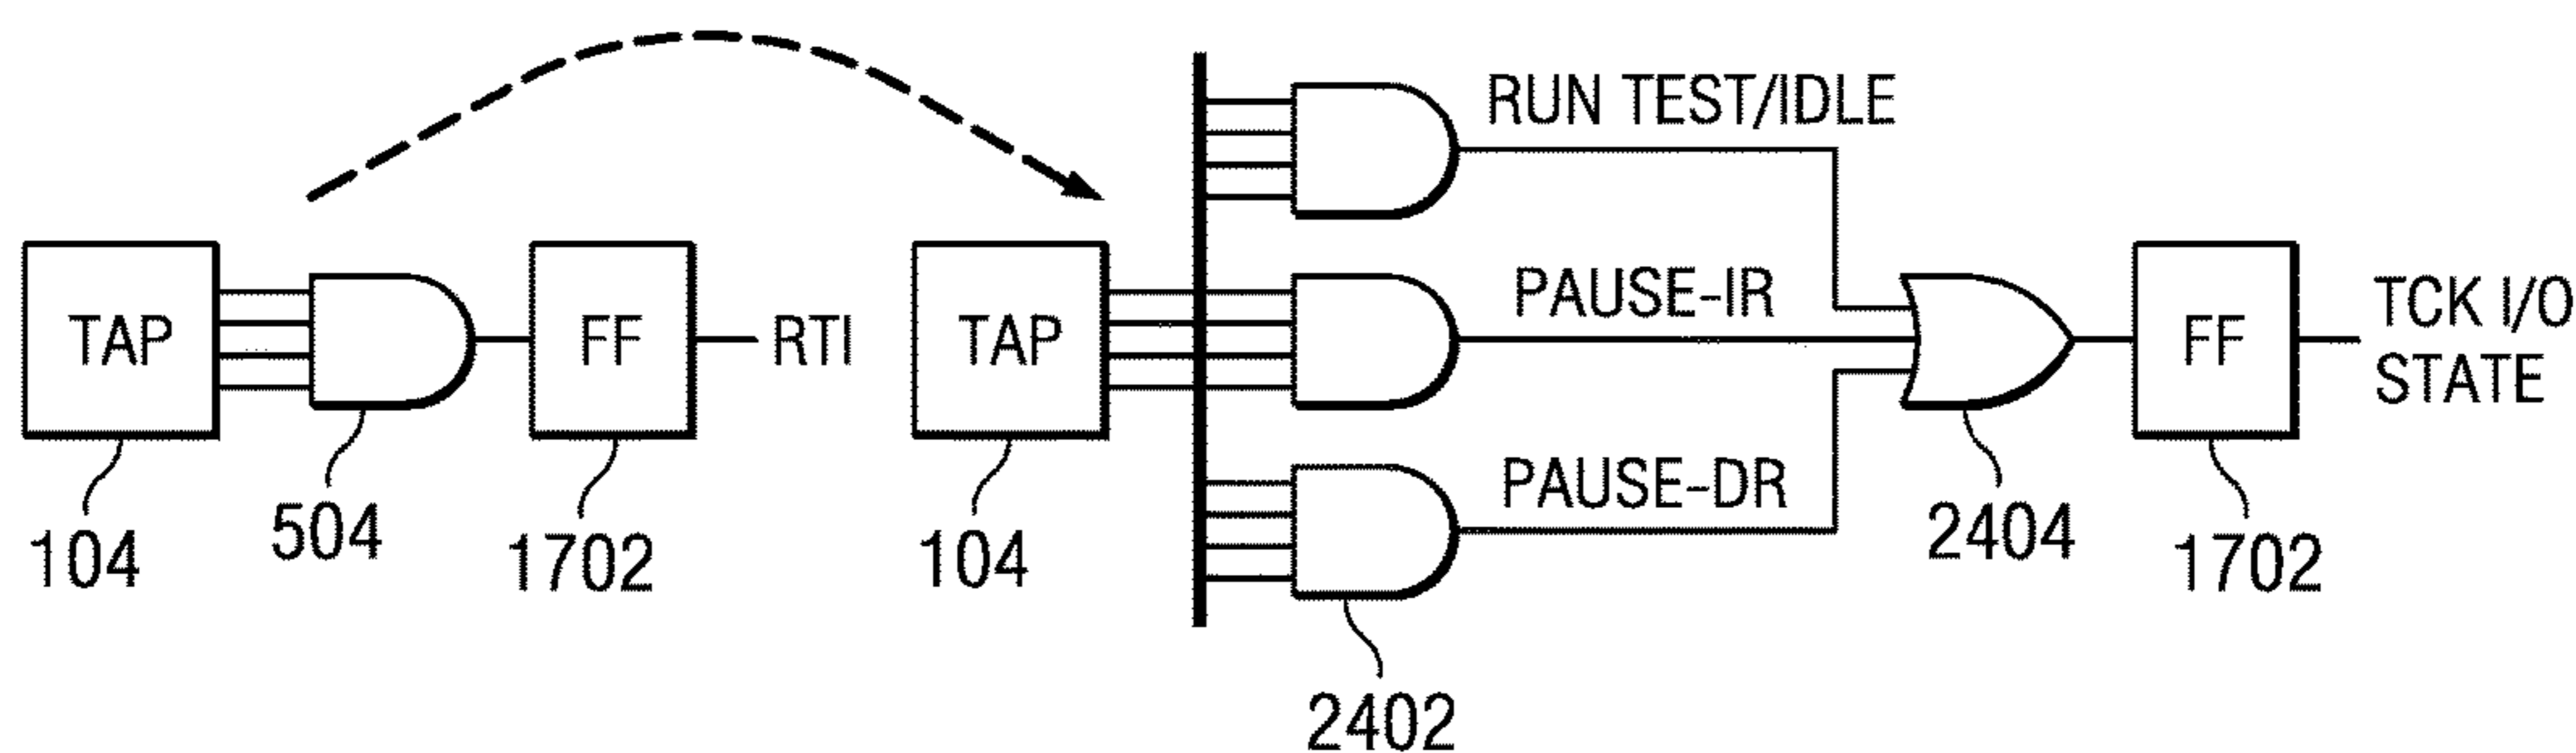 RUN TEST/IDLE
TAP
FF
RTI
TAP
PAUSE-IR
FF
TCK I/O
STATE
PAUSE-DR
104
504
1702
104
2404
1702
2402